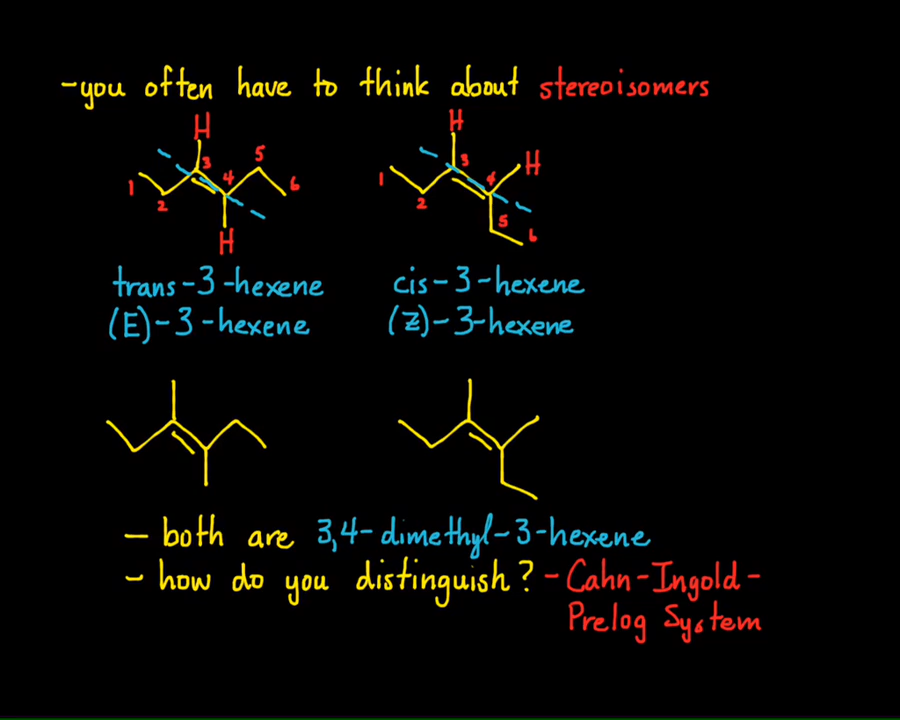 -you often have to think about stereoisomers
H H
3 3 H
1 2 4 5 6 1 2 4 5 6
H
trans-3-hexene cis-3-hexene
(E)-3-hexene (Z)-3-hexene
- both are 3,4-dimethyl-3-hexene
- how do you distinguish? - Cahn-Ingold-
Prelog System